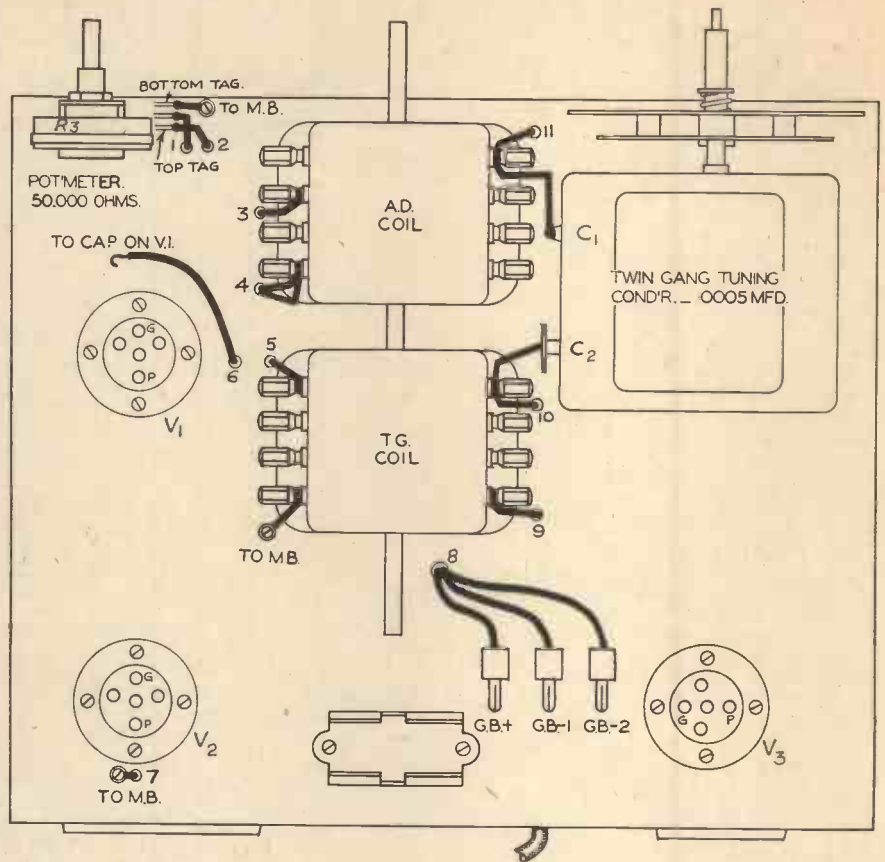 BOTTOM TAG.
TO M.B.
R3
1 2
TOP TAG
POT'METER.
50,000 OHMS.
11
3
A.D.
COIL
C1
TWIN GANG TUNING
COND'R._ 0005 MFD.
TO CAP ON V.1.
4
5
6
C2
G
P
V1
10
T.G.
COIL
9
TO M.B.
8
G
P
V2
7
TO M.B.
G.B.+ G.B.-1 G.B.-2
G P
V3